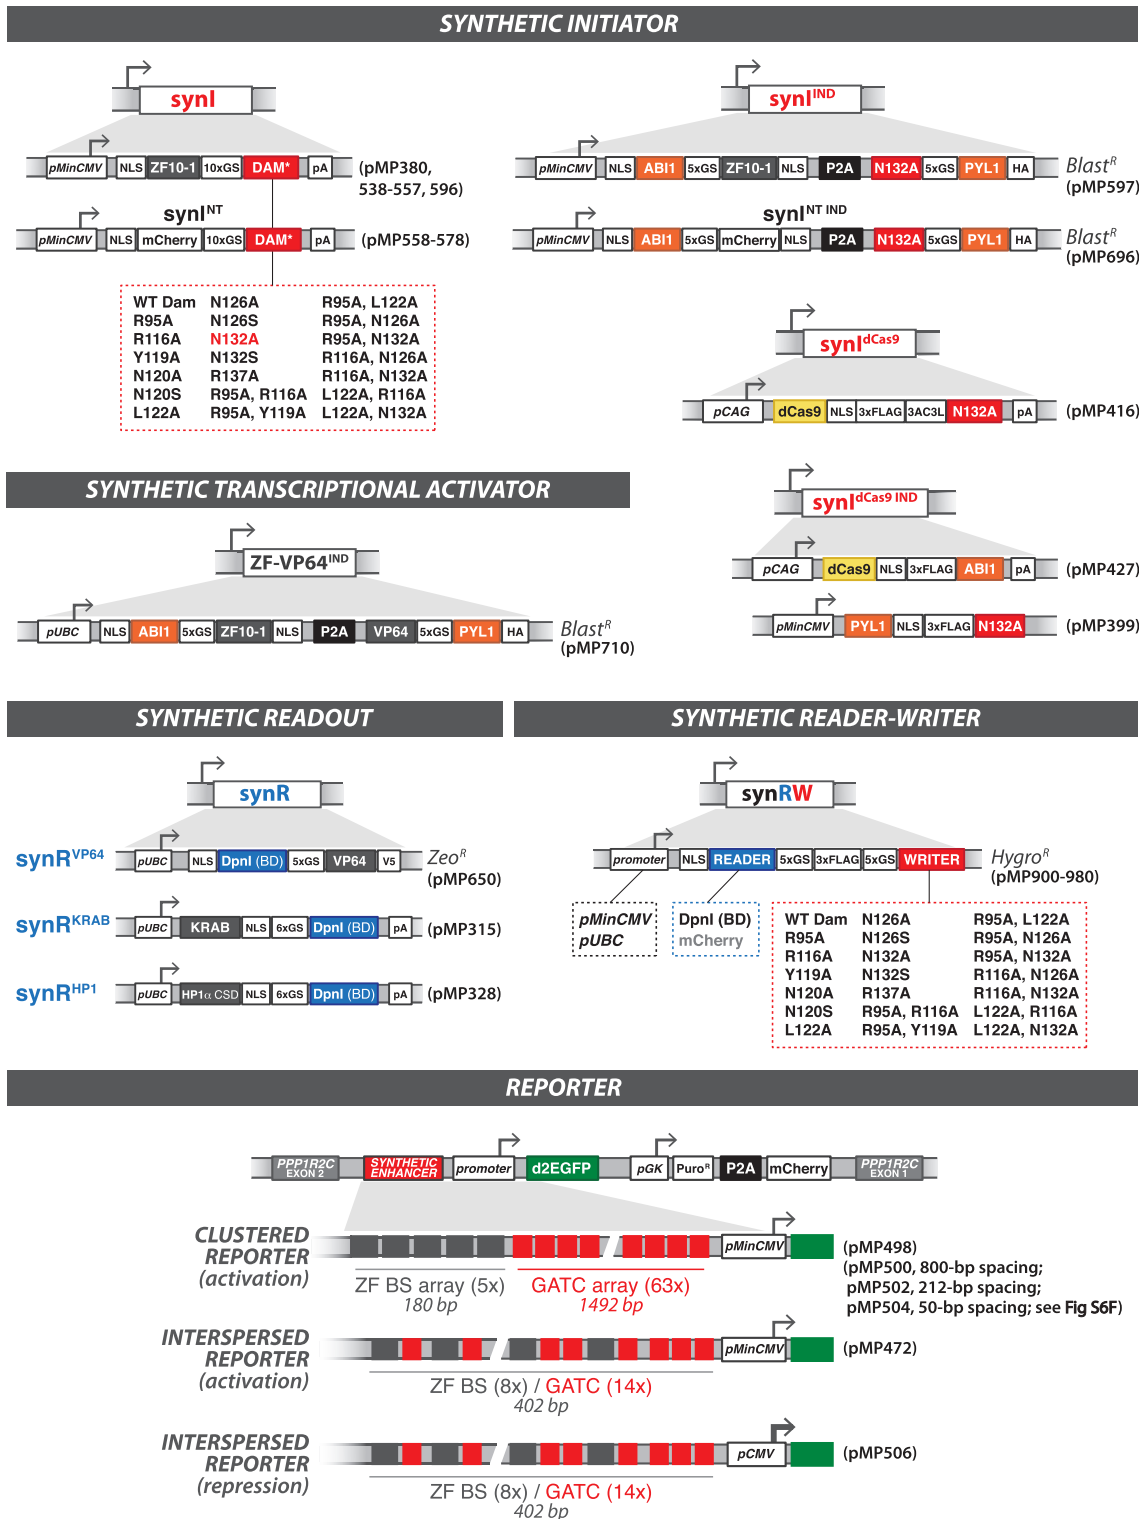 SYNTHETIC INITIATOR
synI
pMinCMV NLS ZF10-1 10xGS DAM* pA
(pMP380,
538-557, 596)
synI^NT
pMinCMV NLS mCherry 10xGS DAM* pA
(pMP558-578)
WT Dam N126A R95A, L122A
R95A N126S R95A, N126A
R116A N132A R95A, N132A
Y119A N132S R116A, N126A
N120A R137A R116A, N132A
N120S R95A, R116A L122A, R116A
L122A R95A, Y119A L122A, N132A
synI^IND
pMinCMV NLS ABI1 5xGS ZF10-1 NLS P2A N132A 5xGS PYL1 HA
Blast^R
(pMP597)
synI^NT IND
pMinCMV NLS ABI1 5xGS mCherry NLS P2A N132A 5xGS PYL1 HA
Blast^R
(pMP696)
synI^dCas9
pCAG dCas9 NLS 3xFLAG 3AC3L N132A pA
(pMP416)
synI^dCas9 IND
pCAG dCas9 NLS 3xFLAG ABI1 pA
(pMP427)
pMinCMV PYL1 NLS 3xFLAG N132A
(pMP399)
SYNTHETIC TRANSCRIPTIONAL ACTIVATOR
ZF-VP64^IND
pUBC NLS ABI1 5xGS ZF10-1 NLS P2A VP64 5xGS PYL1 HA
Blast^R
(pMP710)
SYNTHETIC READOUT
synR
synR^VP64
pUBC NLS DpnI (BD) 5xGS VP64 V5
Zeo^R
(pMP650)
synR^KRAB
pUBC KRAB NLS 6xGS DpnI (BD) pA
(pMP315)
synR^HP1
pUBC HP1α CSD NLS 6xGS DpnI (BD) pA
(pMP328)
SYNTHETIC READER-WRITER
synRW
promoter NLS READER 5xGS 3xFLAG 5xGS WRITER
Hygro^R
(pMP900-980)
pMinCMV
pUBC
DpnI (BD)
mCherry
WT Dam N126A R95A, L122A
R95A N126S R95A, N126A
R116A N132A R95A, N132A
Y119A N132S R116A, N126A
N120A R137A R116A, N132A
N120S R95A, R116A L122A, R116A
L122A R95A, Y119A L122A, N132A
REPORTER
PPP1R2C
EXON 2
SYNTHETIC
ENHANCER
promoter d2EGFP pGK Puro^R P2A mCherry
PPP1R2C
EXON 1
CLUSTERED
REPORTER
(activation)
pMinCMV
ZF BS array (5x)
180 bp
GATC array (63x)
1492 bp
(pMP498)
(pMP500, 800-bp spacing;
pMP502, 212-bp spacing;
pMP504, 50-bp spacing; see Fig S6F)
INTERSPERSED
REPORTER
(activation)
pMinCMV
(pMP472)
ZF BS (8x) / GATC (14x)
402 bp
INTERSPERSED
REPORTER
(repression)
pCMV
(pMP506)
ZF BS (8x) / GATC (14x)
402 bp